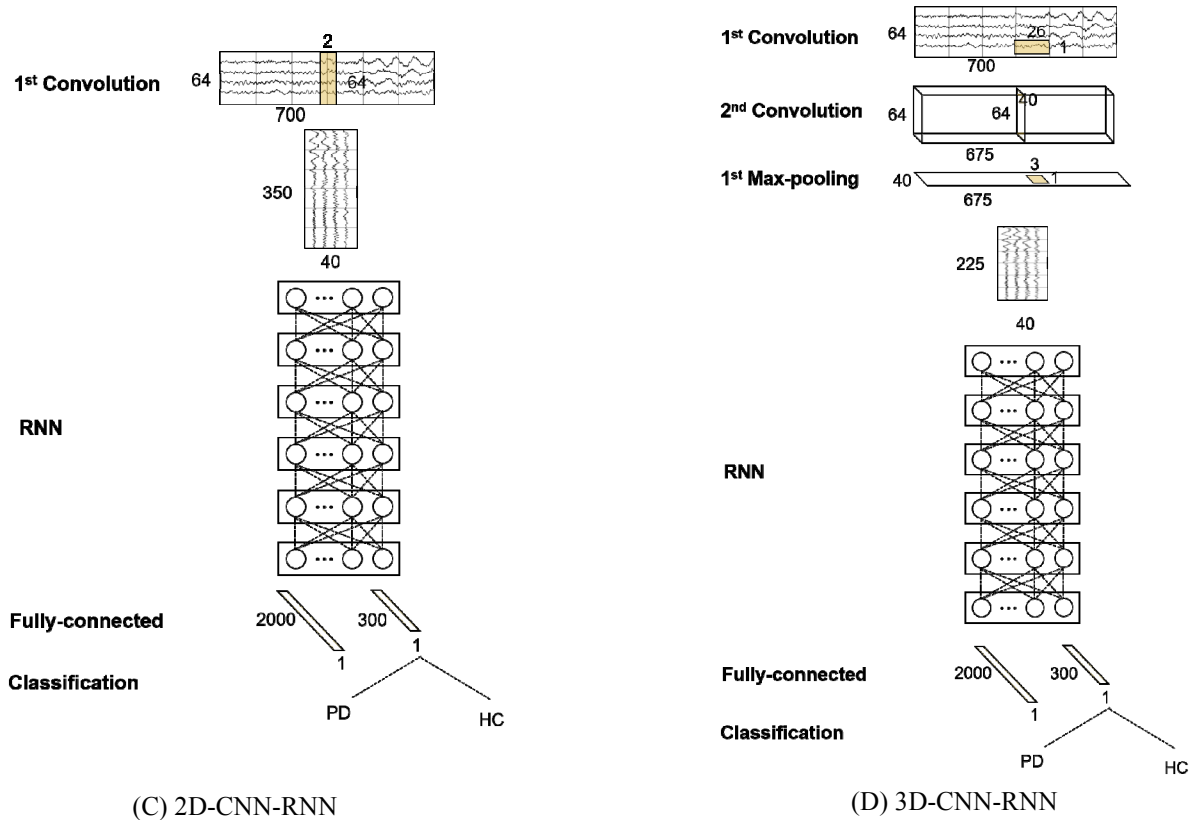 2
1st Convolution
64
64
700
350
40
RNN
Fully-connected
2000
300
1
1
Classification
PD
HC
(C) 2D-CNN-RNN
1st Convolution
64
26
1
700
2nd Convolution
64
64
40
675
1st Max-pooling
40
3
1
675
225
40
RNN
Fully-connected
2000
300
1
1
Classification
PD
HC
(D) 3D-CNN-RNN